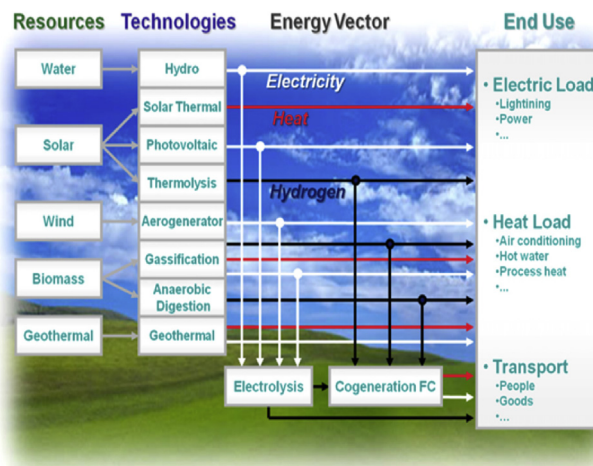 Resources Technologies Energy Vector End Use
Water
Hydro
Electricity
Solar Thermal
Heat
Solar
Photovoltaic
Thermolysis
Hydrogen
Wind
Aerogenerator
Biomass
Gassification
Anaerobic
Digestion
Geothermal
Geothermal
Electrolysis
Cogeneration FC
• Electric Load
•Lightining
•Power
•...
• Heat Load
•Air conditioning
•Hot water
•Process heat
•...
• Transport
•People
•Goods
•...